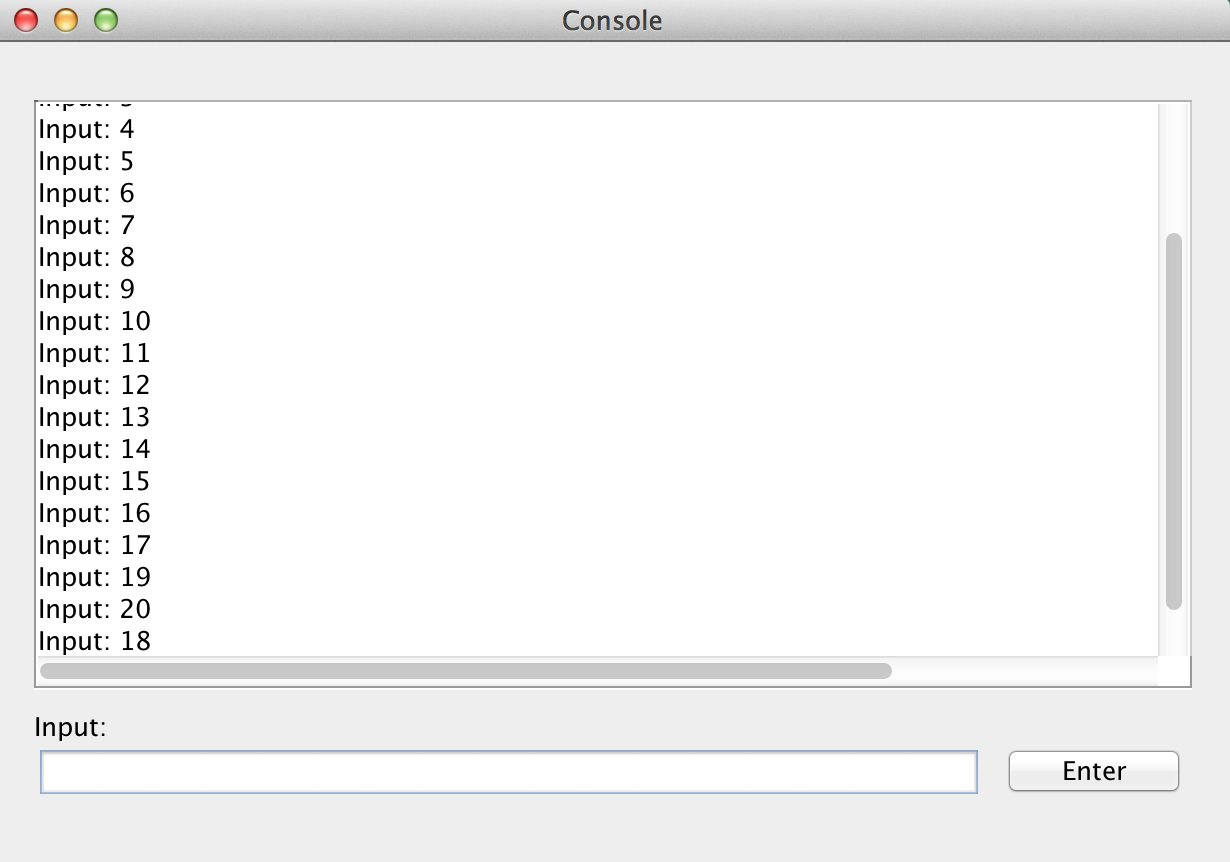 Console
Input: 4
Input: 5
Input: 6
Input: 7
Input: 8
Input: 9
Input: 10
Input: 11
Input: 12
Input: 13
Input: 14
Input: 15
Input: 16
Input: 17
Input: 19
Input: 20
Input: 18
Input:
Enter